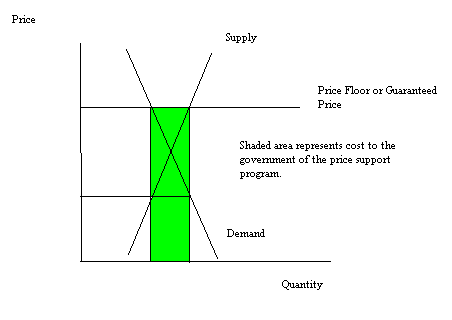 Price
Supply
Price Floor or Guaranteed
Price
Shaded area represents cost to the
government of the price support
program.
Demand
Quantity